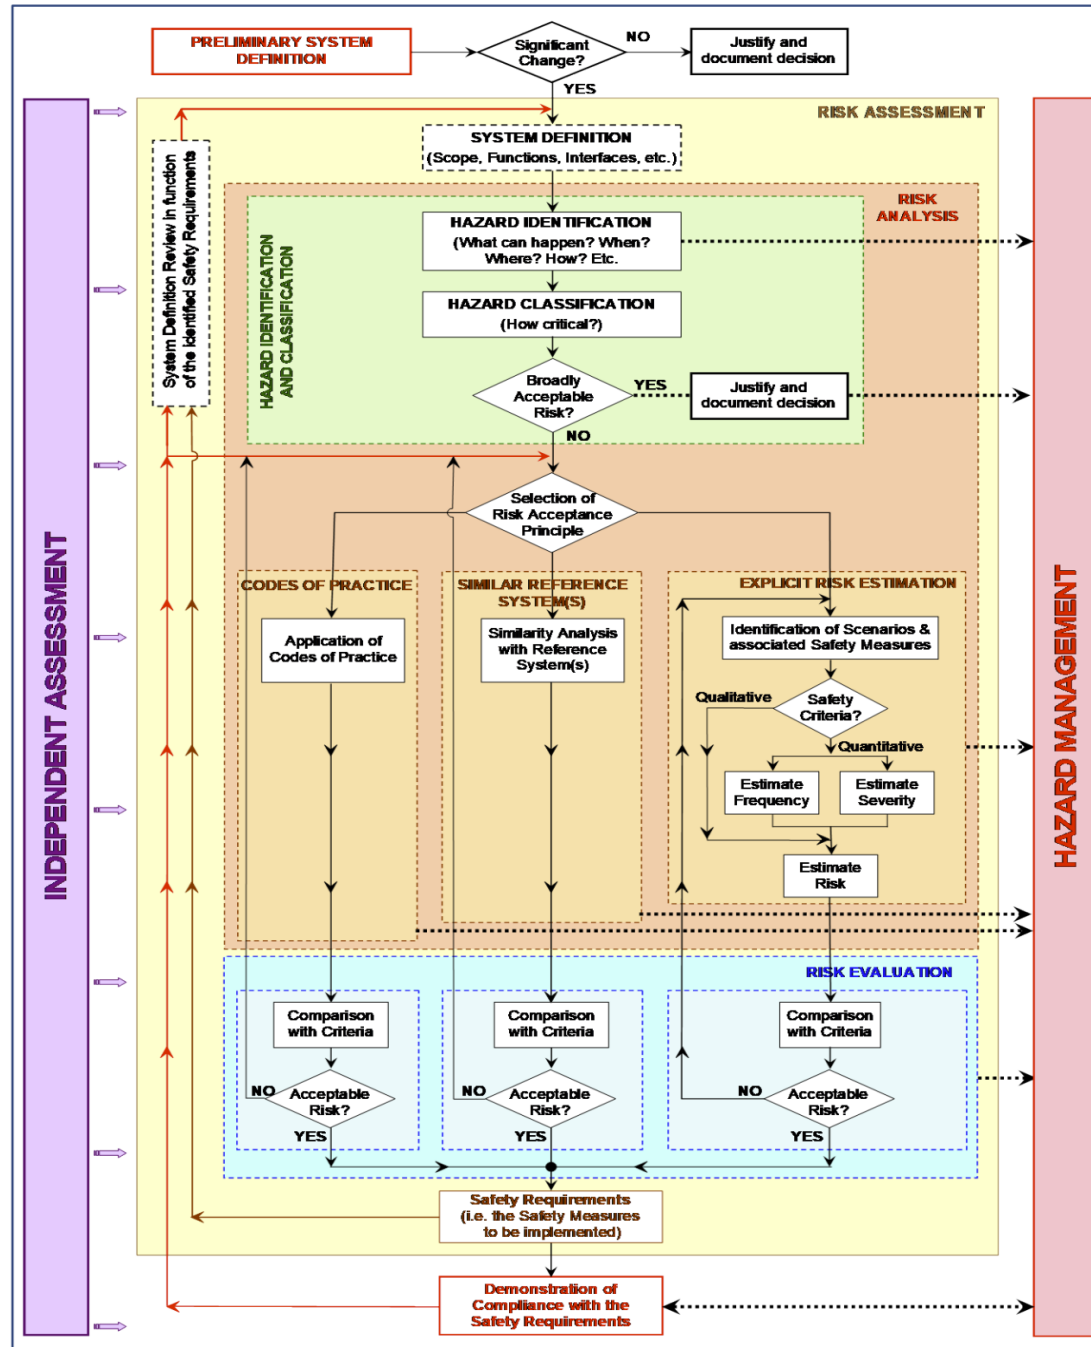 PRELIMINARY SYSTEM
DEFINITION
Significant
Change?
NO
Justify and
document decision
YES
RISK ASSESSMENT
SYSTEM DEFINITION
(Scope, Functions, Interfaces, etc.)
System Definition Review in function
of the identified Safety Requirements
RISK
ANALYSIS
HAZARD IDENTIFICATION
(What can happen? When?
Where? How? Etc.
HAZARD IDENTIFICATION
AND CLASSIFICATION
HAZARD CLASSIFICATION
(How critical?)
Broadly
Acceptable
Risk?
YES
Justify and
document decision
NO
Selection of
Risk Acceptance
Principle
INDEPENDENT ASSESSMENT
HAZARD MANAGEMENT
CODES OF PRACTICE
Application of
Codes of Practice
SIMILAR REFERENCE
SYSTEM(S)
Similarity Analysis
with Reference
System(s)
EXPLICIT RISK ESTIMATION
Identification of Scenarios &
associated Safety Measures
Qualitative
Safety
Criteria?
Quantitative
Estimate
Frequency
Estimate
Severity
Estimate
Risk
RISK EVALUATION
Comparison
with Criteria
NO
Acceptable
Risk?
YES
Comparison
with Criteria
NO
Acceptable
Risk?
YES
Comparison
with Criteria
NO
Acceptable
Risk?
YES
Safety Requirements
(i.e. the Safety Measures
to be implemented)
Demonstration of
Compliance with the
Safety Requirements